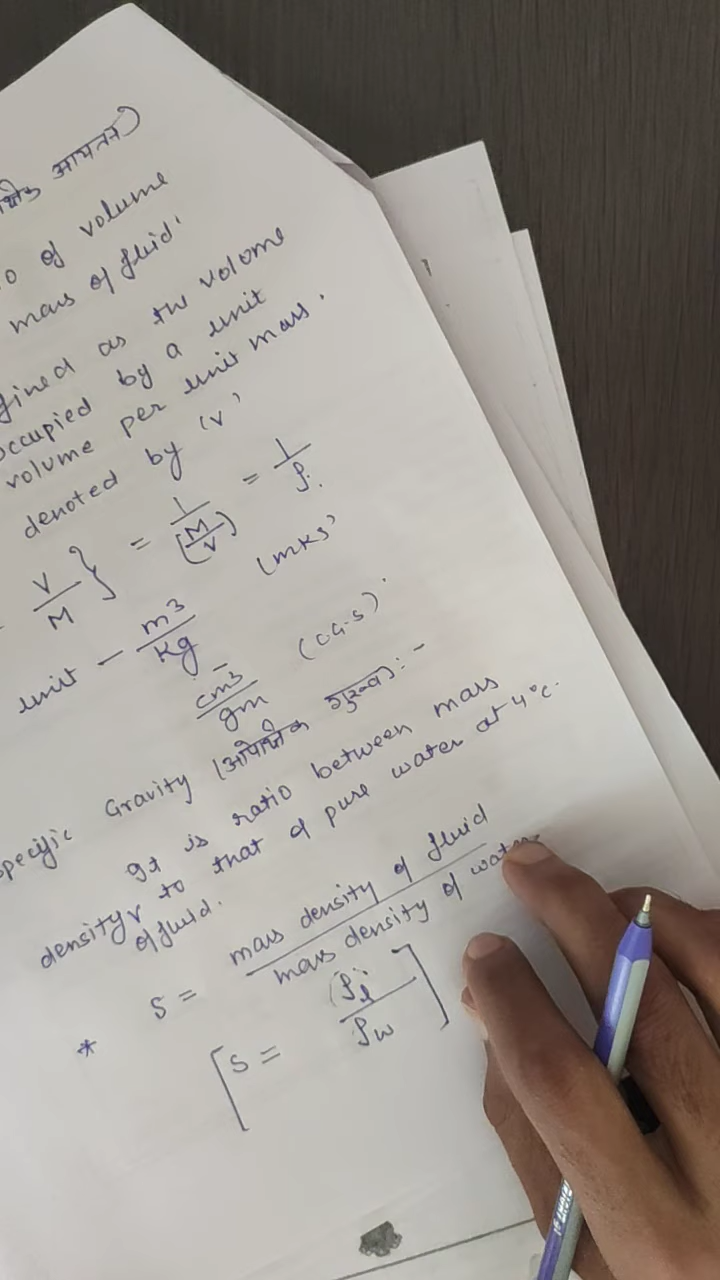 आयतन)
of volume
mass of fluid.
as the volume
occupied by a unit
volume per unit mass.
denoted by 'V'
V/M } = 1/(M/V) = 1/ρ.
unit - m³/kg (MKS)
cm³/gm (C.G.S).
specific Gravity (आपेक्षिक गुरुत्व) :-
It is ratio between mass
density to that of pure water at 4°C.
of fluid.
* S = mass density of fluid / mass density of water
[S = ρl/ρw]